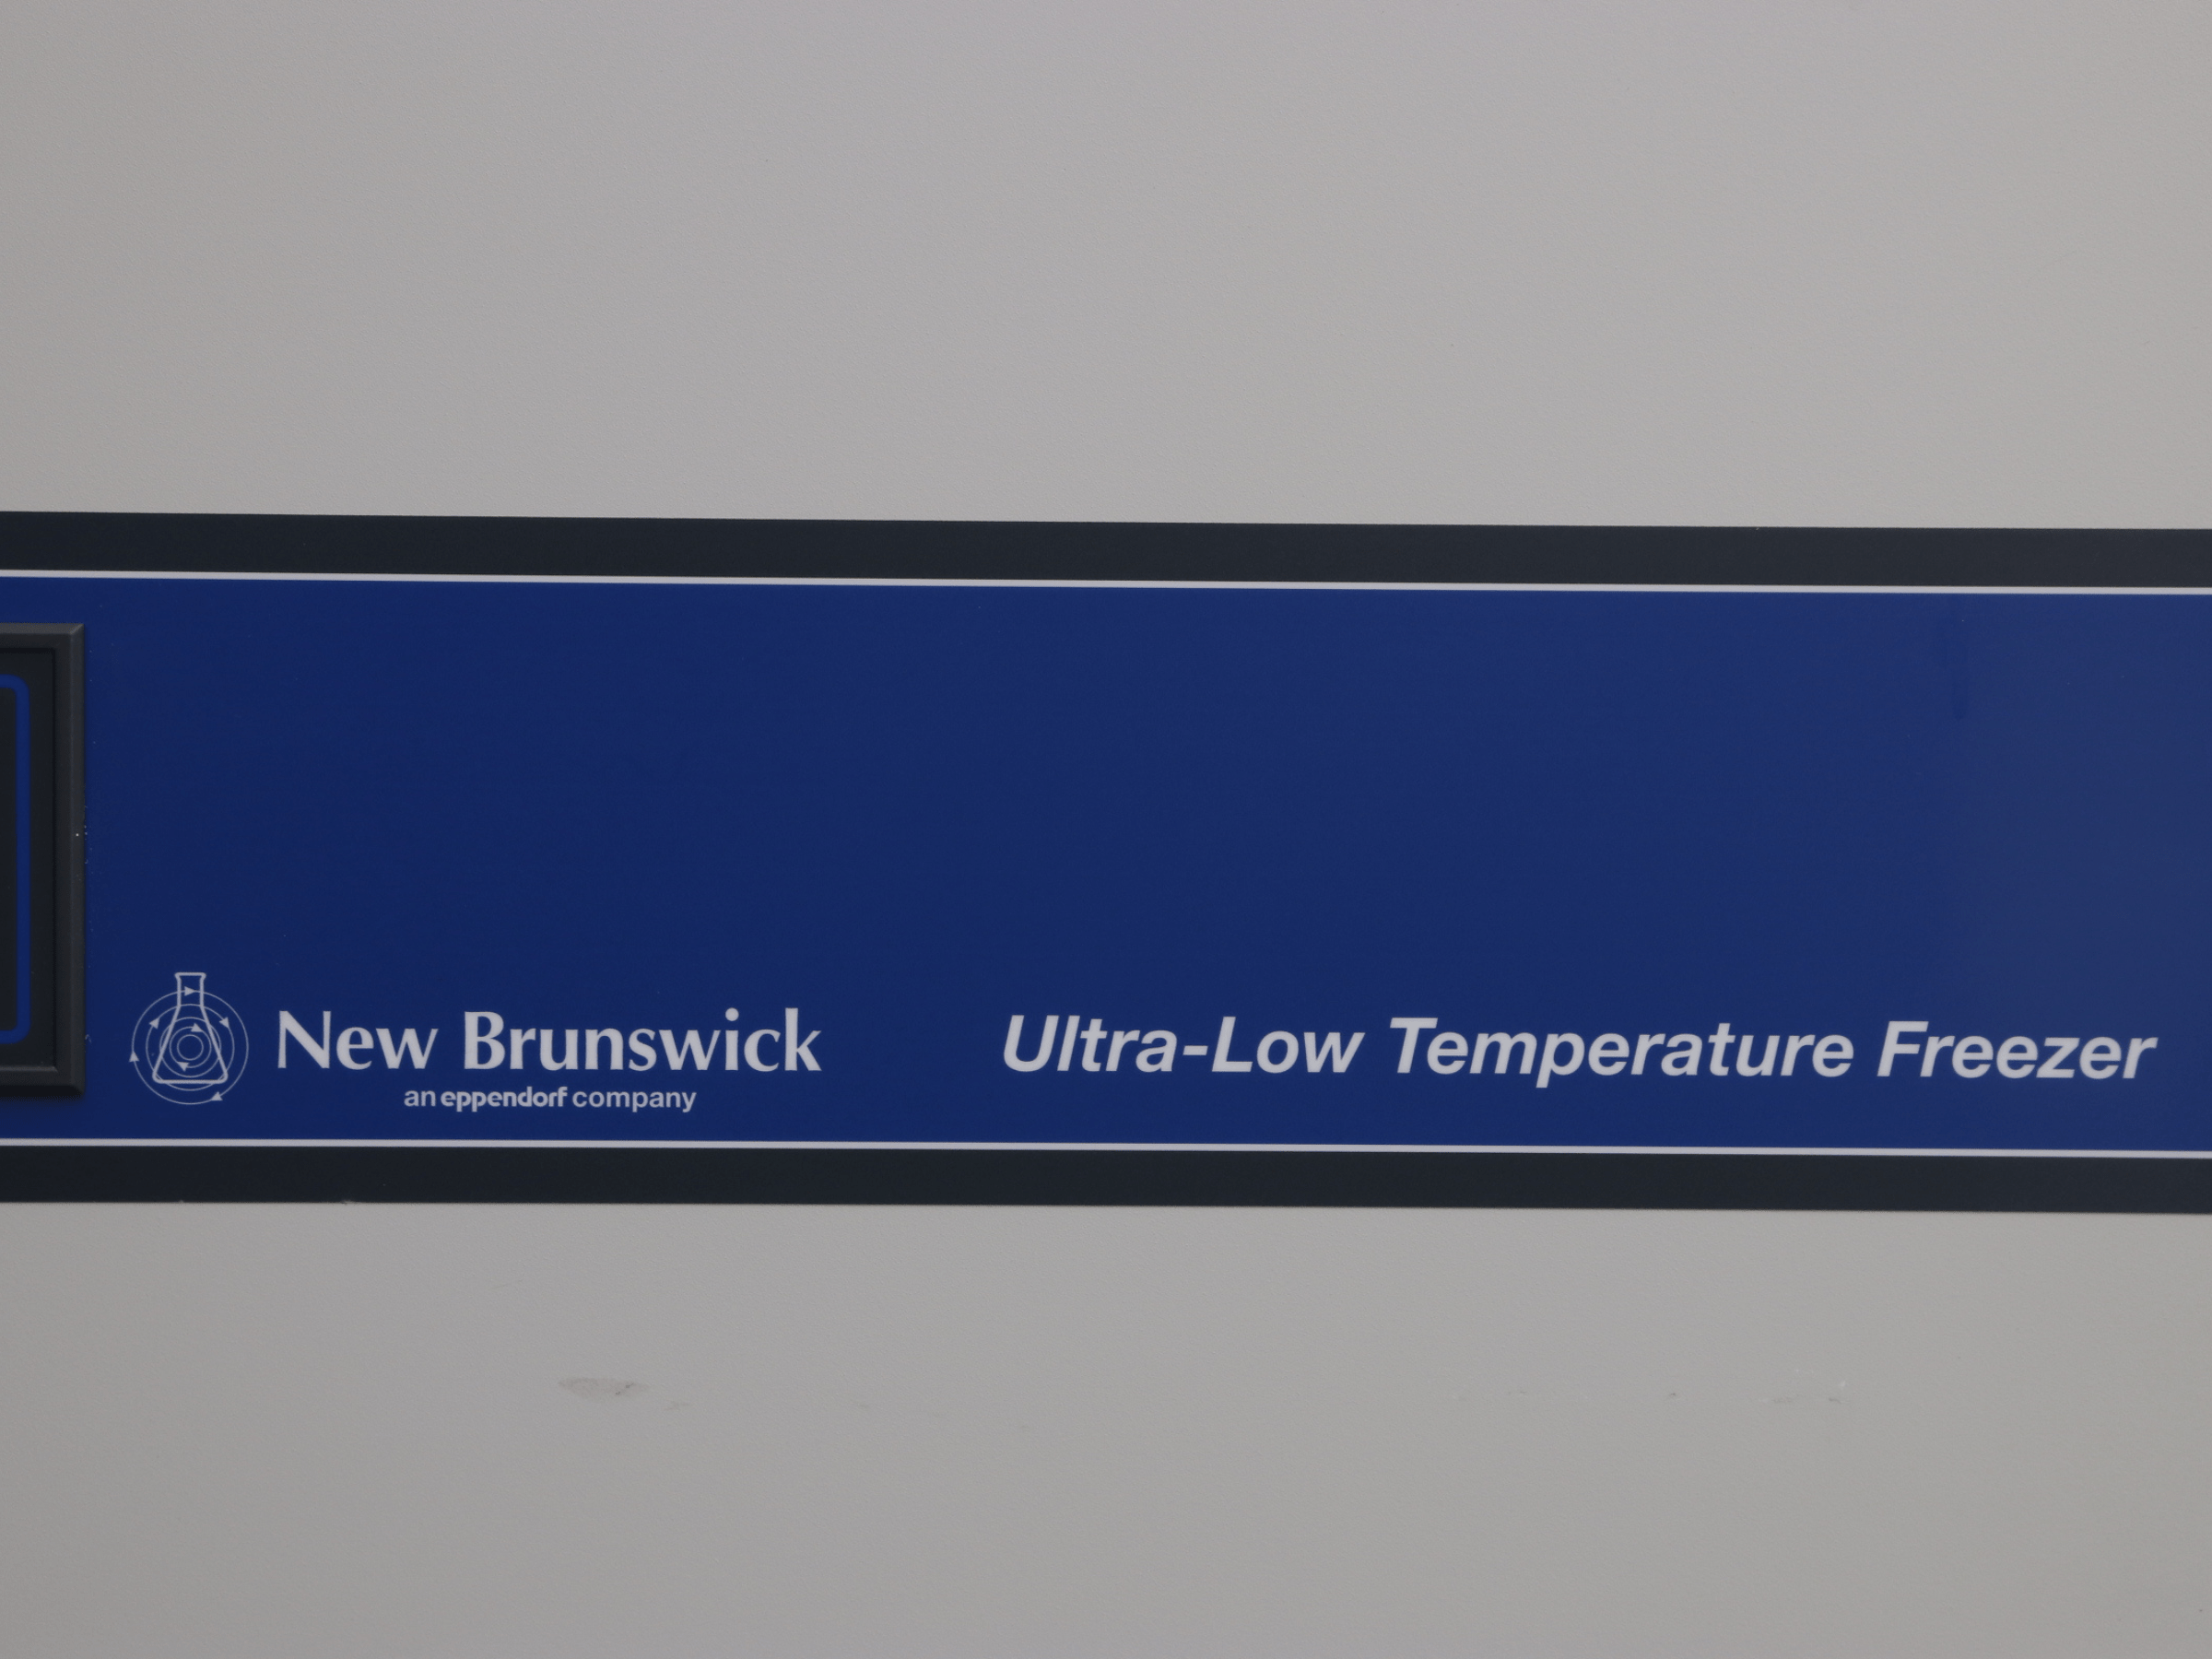 New Brunswick
an eppendorf company
Ultra-Low Temperature Freezer